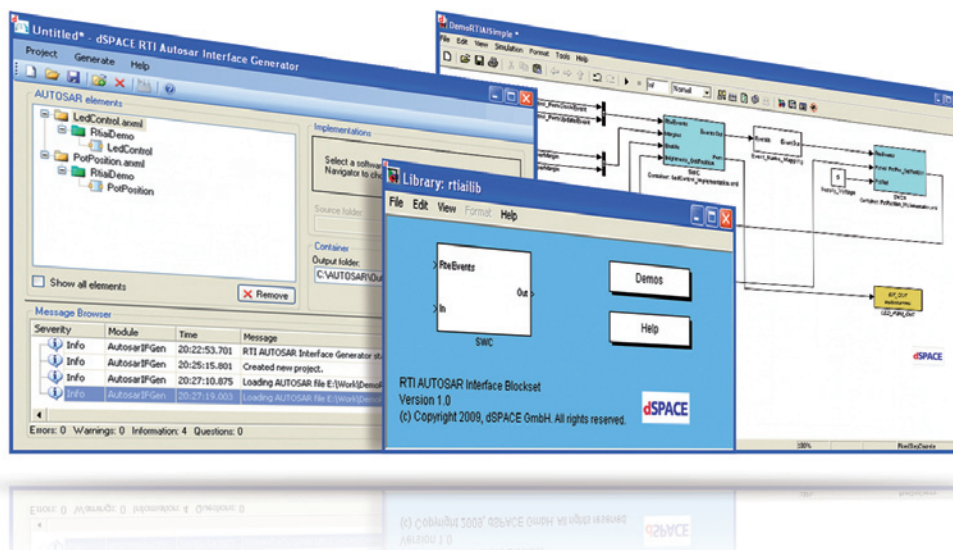 Untitled* - dSPACE RTI Autosar Interface Generator
Project Generate Help
AUTOSAR elements
LedControl.arxml
RtiaiDemo
LedControl
PotPosition.arxml
RtiaiDemo
PotPosition
Show all elements
Remove
Implementations
Select a software
Navigator to
Source folder:
Container
Output folder:
C:\AUTOSAR\Out
Message Browser
Severity Module Time Message
Info AutosarIFGen 20:22:53.701 RTI AUTOSAR Interface Generator
Info AutosarIFGen 20:25:15.801 Created new project.
Info AutosarIFGen 20:27:10.875 Loading AUTOSAR file E:\Work\Demo
Info AutosarIFGen 20:27:19.003 Loading AUTOSAR file E:\Work\Demo
Errors: 0 Warnings: 0 Information: 4 Questions: 0
DemoRTIAISimple *
File Edit View Simulation Format Tools Help
inf Normal
RteEvents
SWC
dSPACE
100%
Library: rtiailib
File Edit View Format Help
RteEvents
Out
In
SWC
Demos
Help
RTI AUTOSAR Interface Blockset
Version 1.0
(c) Copyright 2009, dSPACE GmbH. All rights reserved.
dSPACE